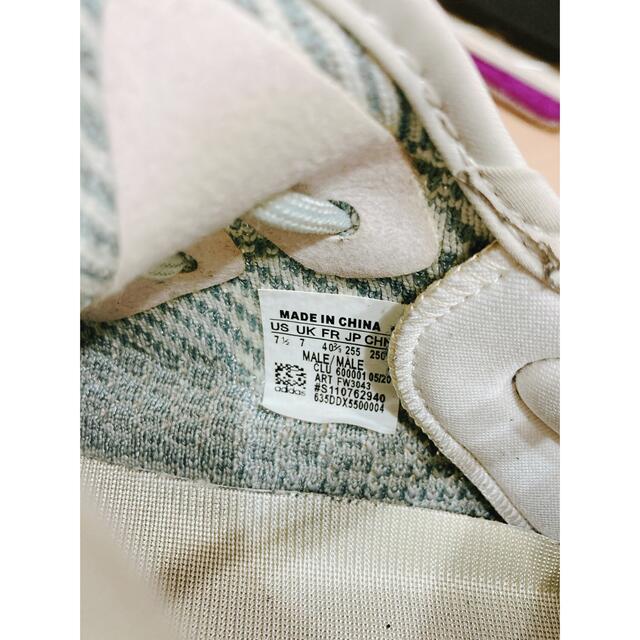 MADE IN CHINA
US UK FR JP CHN
7½ 7 40⅔ 255 250
MALE/MALE
CLU 600001 05/20
ART FW3043
#S110762940
635DDX5500004
adidas